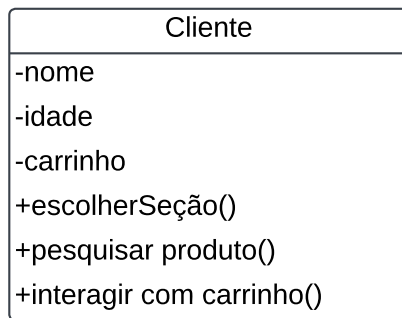 Cliente
-nome
-idade
-carrinho
+escolherSeção()
+pesquisar produto()
+interagir com carrinho()